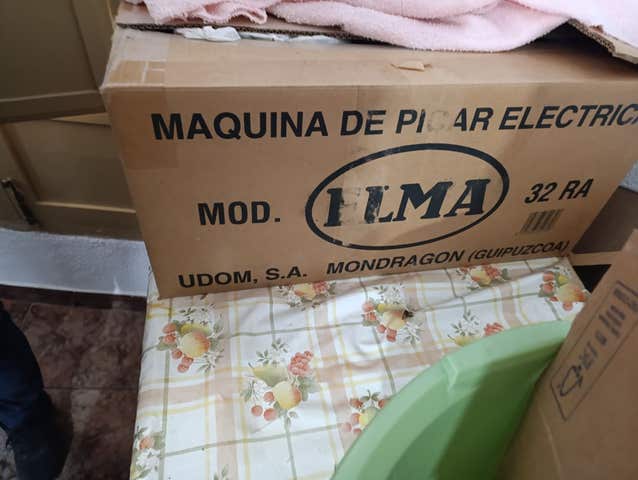 MAQUINA DE PICAR ELECTRIC
MOD. ELMA 32 RA
UDOM, S.A. MONDRAGON (GUIPUZCOA)